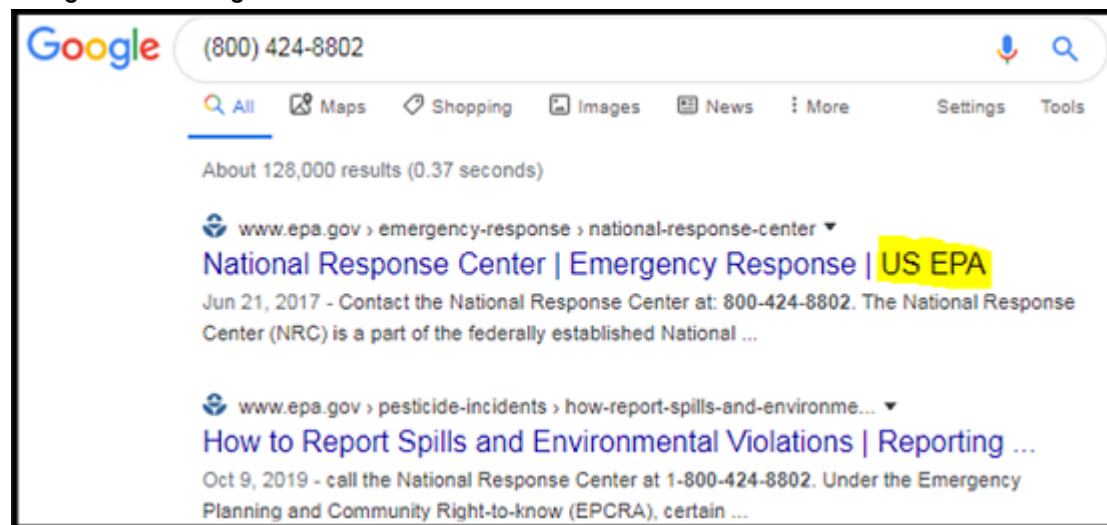 Google (800) 424-8802
All Maps Shopping Images News More Settings Tools
About 128,000 results (0.37 seconds)
www.epa.gov › emergency-response › national-response-center
National Response Center | Emergency Response | US EPA
Jun 21, 2017 - Contact the National Response Center at: 800-424-8802. The National Response
Center (NRC) is a part of the federally established National ...
www.epa.gov › pesticide-incidents › how-report-spills-and-environme...
How to Report Spills and Environmental Violations | Reporting ...
Oct 9, 2019 - call the National Response Center at 1-800-424-8802. Under the Emergency
Planning and Community Right-to-know (EPCRA), certain ...